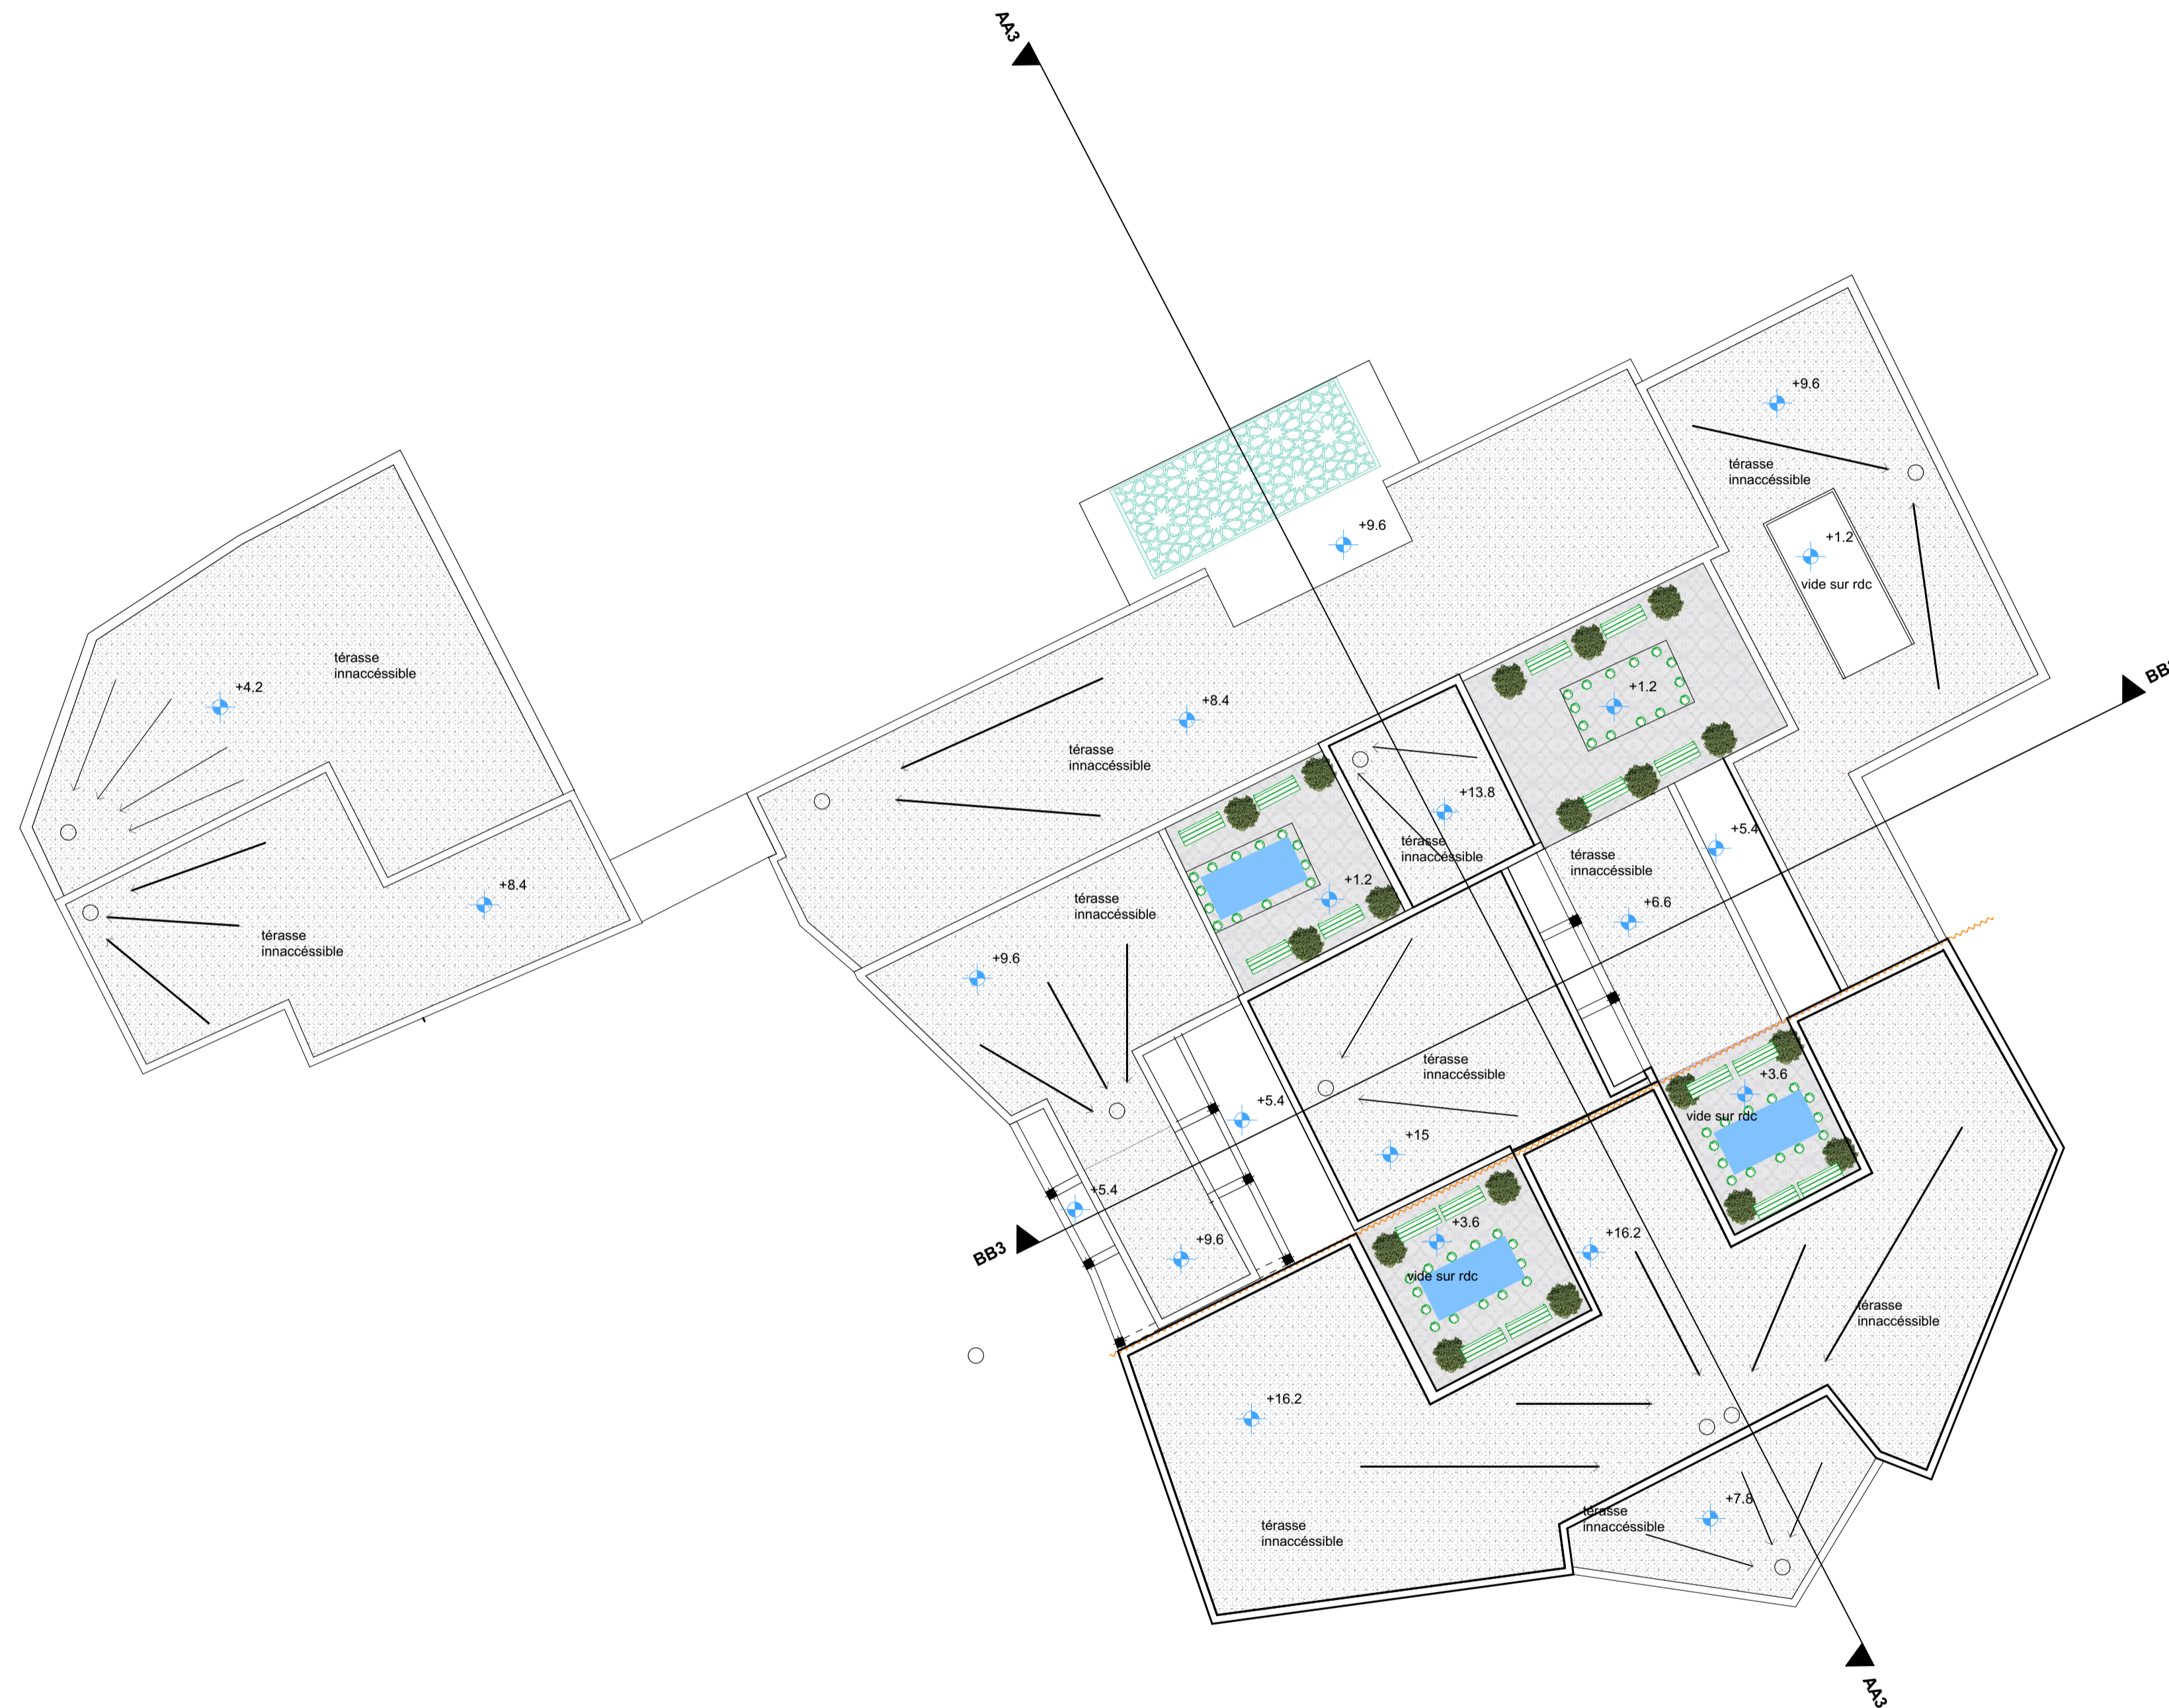 AA3
+9.6
térasse
innaccéssible
+9.6
+1.2
vide sur rdc
térasse
innaccéssible
+4.2
+1.2
+8.4
térasse
innaccéssible
+13.8
térasse
innaccéssible
+5.4
térasse
innaccéssible
+8.4
+1.2
térasse
innaccéssible
+6.6
térasse
innaccéssible
+9.6
térasse
innaccéssible
+3.6
vide sur rdc
+5.4
+15
+5.4
+3.6
+16.2
BB3
+9.6
vide sur rdc
térasse
innaccéssible
+16.2
+7.8
térasse
innaccéssible
térasse
innaccéssible
AA3